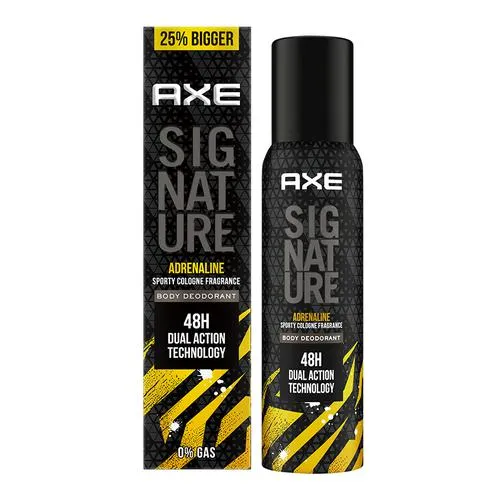 25% BIGGER
AXE
SIG
NAT
URE
ADRENALINE
SPORTY COLOGNE FRAGRANCE
BODY DEODORANT
48H
DUAL ACTION
TECHNOLOGY
0% GAS
AXE
SIG
NAT
URE
ADRENALINE
SPORTY COLOGNE FRAGRANCE
BODY DEODORANT
48H
DUAL ACTION
TECHNOLOGY